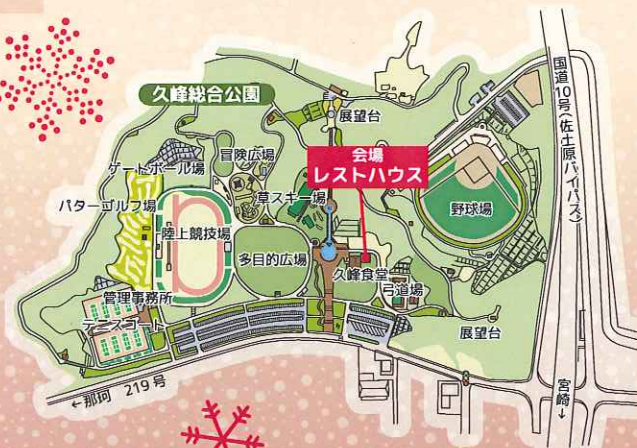 久峰総合公園
展望台
国道10号(佐土原バイパス)
冒険広場
ゲートボール場
会場
レストハウス
草スキー場
パターゴルフ場
陸上競技場
野球場
多目的広場
久峰食堂
弓道場
管理事務所
テニスコート
展望台
←那珂 219号
宮崎↓